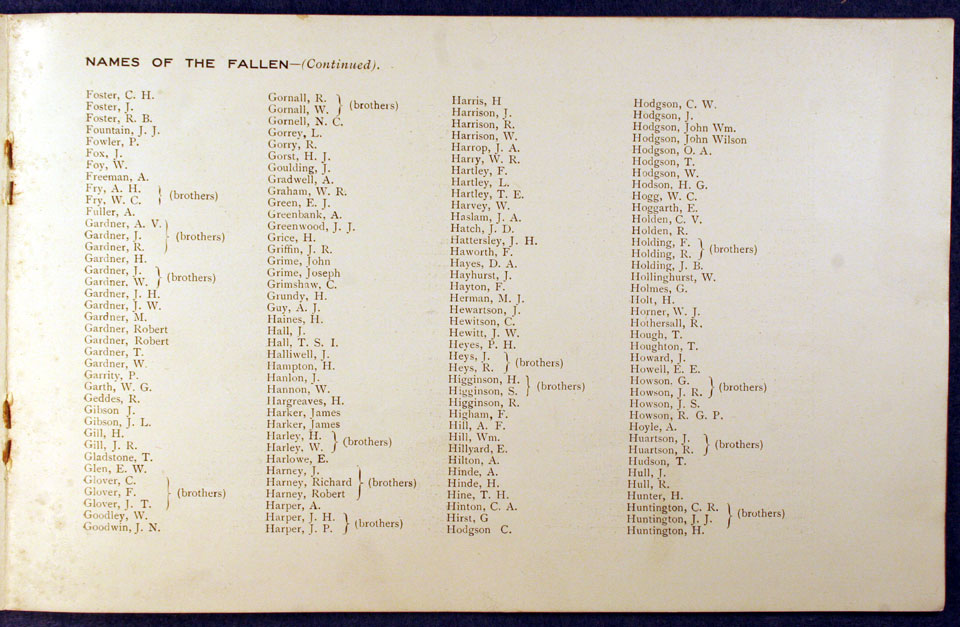 NAMES OF THE FALLEN—(Continued).
Foster, C. H.
Foster, J.
Foster, R. B.
Fountain, J. J.
Fowler, P.
Fox, J.
Foy, W.
Freeman, A.
Fry, A. H.
Fry, W. C.
(brothers)
Fuller, A.
Gardner, A. V.
Gardner, J.
Gardner, R.
(brothers)
Gardner, H.
Gardner, J.
Gardner, W.
(brothers)
Gardner, J. H.
Gardner, J. W.
Gardner, M.
Gardner, Robert
Gardner, Robert
Gardner, T.
Gardner, W.
Garrity, P.
Garth, W. G.
Geddes, R.
Gibson J.
Gibson, J. L.
Gill, H.
Gill, J. R.
Gladstone, T.
Glen, E. W.
Glover, C.
Glover, F.
Glover, J. T.
(brothers)
Goodley, W.
Goodwin, J. N.
Gornall, R.
Gornall, W.
(brothers)
Gornell, N. C.
Gorrey, L.
Gorry, R.
Gorst, H. J.
Goulding, J.
Gradwell, A.
Graham, W. R.
Green, E. J.
Greenbank, A.
Greenwood, J. J.
Grice, H.
Griffin, J. R.
Grime, John
Grime, Joseph
Grimshaw, C.
Grundy, H.
Guy, A. J.
Haines, H.
Hall, J.
Hall, T. S. I.
Halliwell, J.
Hampton, H.
Hanlon, J.
Hannon, W.
Hargreaves, H.
Harker, James
Harker, James
Harley, H.
Harley, W.
(brothers)
Harlowe, E.
Harney, J.
Harney, Richard
Harney, Robert
(brothers)
Harper, A.
Harper, J. H.
Harper, J. P.
(brothers)
Harris, H
Harrison, J.
Harrison, R.
Harrison, W.
Harrop, J. A.
Harry, W. R.
Hartley, F.
Hartley, L.
Hartley, T. E.
Harvey, W.
Haslam, J. A.
Hatch, J. D.
Hattersley, J. H.
Haworth, F.
Hayes, D. A.
Hayhurst, J.
Hayton, F.
Herman, M. J.
Hewartson, J.
Hewitson, C.
Hewitt, J. W.
Heyes, P. H.
Heys, J.
Heys, R.
(brothers)
Higginson, H.
Higginson, S.
(brothers)
Higginson, R.
Higham, F.
Hill, A. F.
Hill, Wm.
Hillyard, E.
Hilton, A.
Hinde, A.
Hinde, H.
Hine, T. H.
Hinton, C. A.
Hirst, G
Hodgson C.
Hodgson, C. W.
Hodgson, J.
Hodgson, John Wm.
Hodgson, John Wilson
Hodgson, O. A.
Hodgson, T.
Hodgson, W.
Hodson, H. G.
Hogg, W. C.
Hoggarth, E.
Holden, C. V.
Holden, R.
Holding, F.
Holding, R.
(brothers)
Holding, J. B.
Hollinghurst, W.
Holmes, G.
Holt, H.
Horner, W. J.
Hothersall, R.
Hough, T.
Houghton, T.
Howard, J.
Howell, E. E.
Howson. G.
Howson, J. R.
(brothers)
Howson, J. S.
Howson, R. G. P.
Hoyle, A.
Huartson, J.
Huartson, R.
(brothers)
Hudson, T.
Hull, J.
Hull, R.
Hunter, H.
Huntington, C. R.
Huntington, J. J.
(brothers)
Huntington, H.